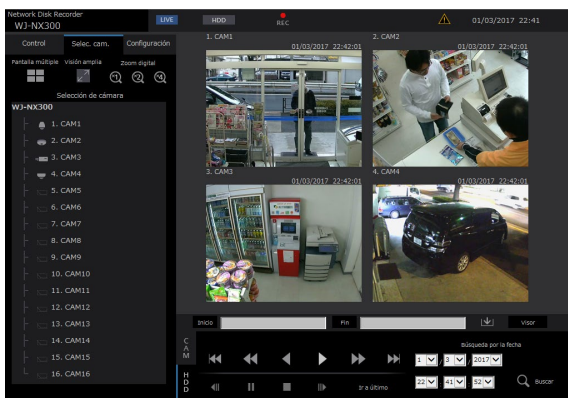 Network Disk Recorder
WJ-NX300
LIVE
HDD
REC
01/03/2017 22:41
Control
Selec. cam.
Configuración
Pantalla múltiple
Visión amplia
Zoom digital
x1
x2
x4
Selección de cámara
WJ-NX300
1. CAM1
2. CAM2
3. CAM3
4. CAM4
5. CAM5
6. CAM6
7. CAM7
8. CAM8
9. CAM9
10. CAM10
11. CAM11
12. CAM12
13. CAM13
14. CAM14
15. CAM15
16. CAM16
1. CAM1
01/03/2017 22:42:01
2. CAM2
01/03/2017 22:42:01
3. CAM3
01/03/2017 22:42:01
4. CAM4
01/03/2017 22:42:01
Inicio
Fin
Visor
CAM
HDD
Ir a último
Búsqueda por la fecha
1 / 3 / 2017
22 : 41 : 52
Buscar